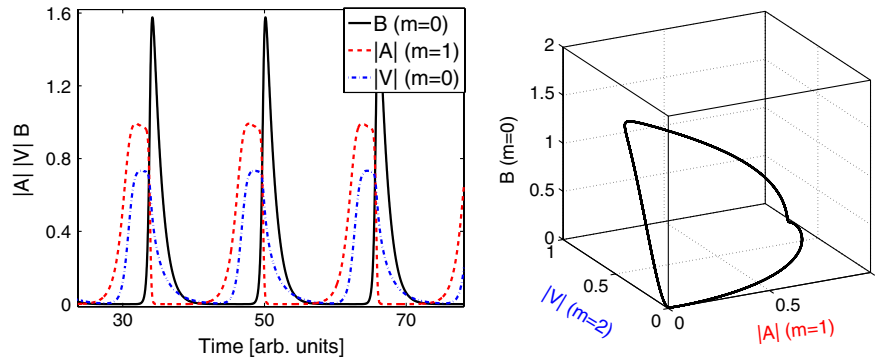 B (m=0)
|A| (m=1)
|V| (m=0)
1.6
1.2
0.8
0.4
0
|A| |V| B
30
50
70
Time [arb. units]
2
1.5
1
0.5
0
B (m=0)
1
0.5
0
|V| (m=2)
0
0.5
|A| (m=1)